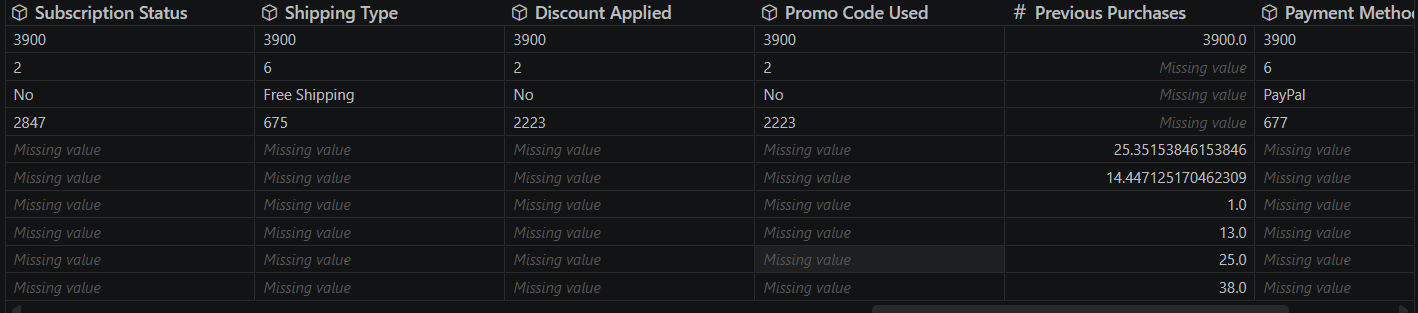 Subscription Status Shipping Type Discount Applied Promo Code Used # Previous Purchases Payment Metho
3900 3900 3900 3900 3900.0 3900
2 6 2 2 Missing value 6
No Free Shipping No No Missing value PayPal
2847 675 2223 2223 Missing value 677
Missing value Missing value Missing value Missing value 25.35153846153846 Missing value
Missing value Missing value Missing value Missing value 14.447125170462309 Missing value
Missing value Missing value Missing value Missing value 1.0 Missing value
Missing value Missing value Missing value Missing value 13.0 Missing value
Missing value Missing value Missing value Missing value 25.0 Missing value
Missing value Missing value Missing value Missing value 38.0 Missing value